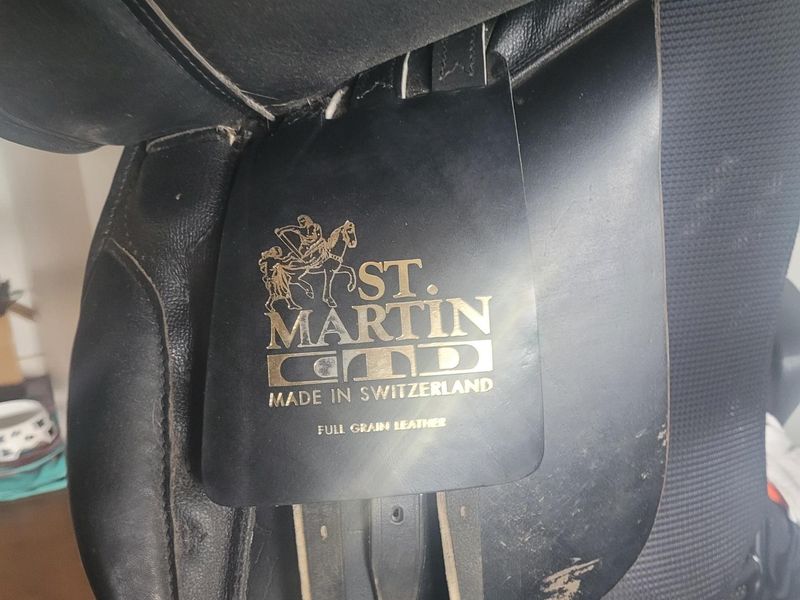 ST.
MARTIN
CTD
MADE IN SWITZERLAND
FULL GRAIN LEATHER